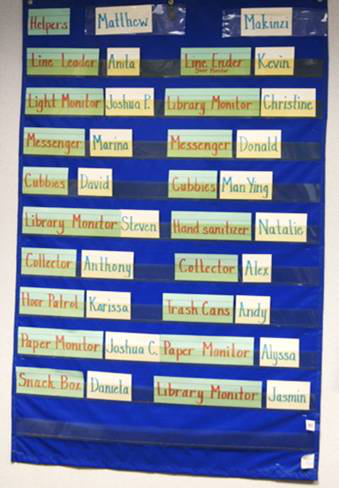 Helpers Matthew Makinzi
Line Leader Anita Line Ender Kevin
Door Monitor
Light Monitor Joshua P. Library Monitor Christine
Messenger Marina Messenger Donald
Cubbies David Cubbies Man Ying
Library Monitor Steven Hand sanitizer Natalie
Collector Anthony Collector Alex
Floor Patrol Karissa Trash Cans Andy
Paper Monitor Joshua C. Paper Monitor Alyssa
Snack Box Daniela Library Monitor Jasmin